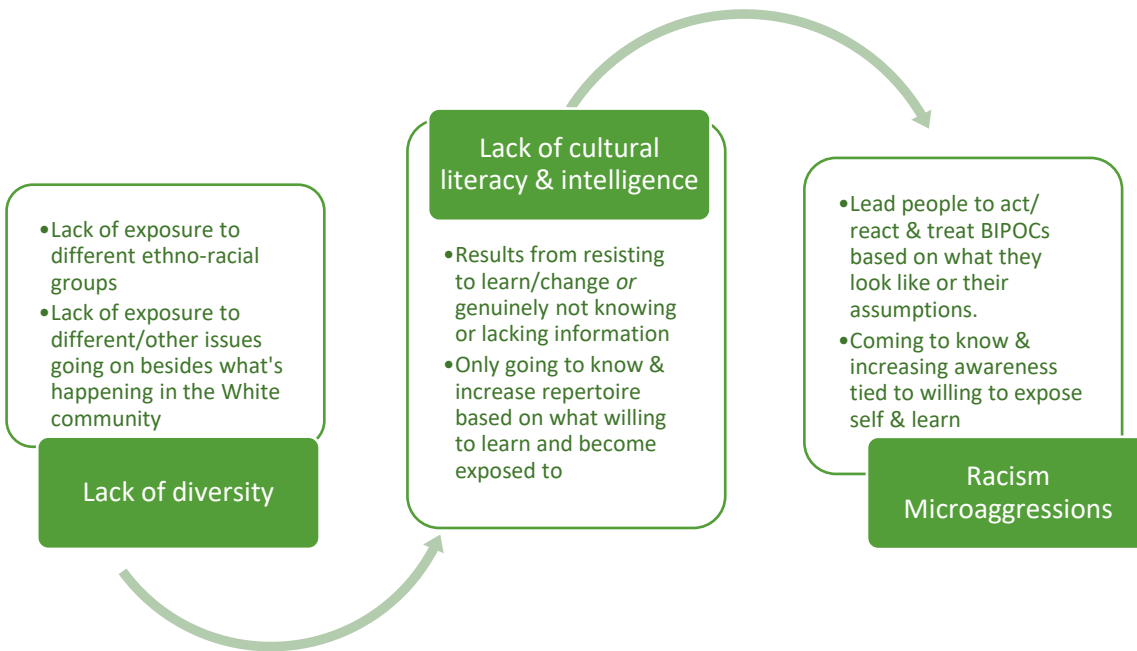 •Lack of exposure to
different ethno-racial
groups
•Lack of exposure to
different/other issues
going on besides what's
happening in the White
community
Lack of diversity
Lack of cultural
literacy & intelligence
•Results from resisting
to learn/change or
genuinely not knowing
or lacking information
•Only going to know &
increase repertoire
based on what willing
to learn and become
exposed to
•Lead people to act/
react & treat BIPOCs
based on what they
look like or their
assumptions.
•Coming to know &
increasing awareness
tied to willing to expose
self & learn
Racism
Microaggressions